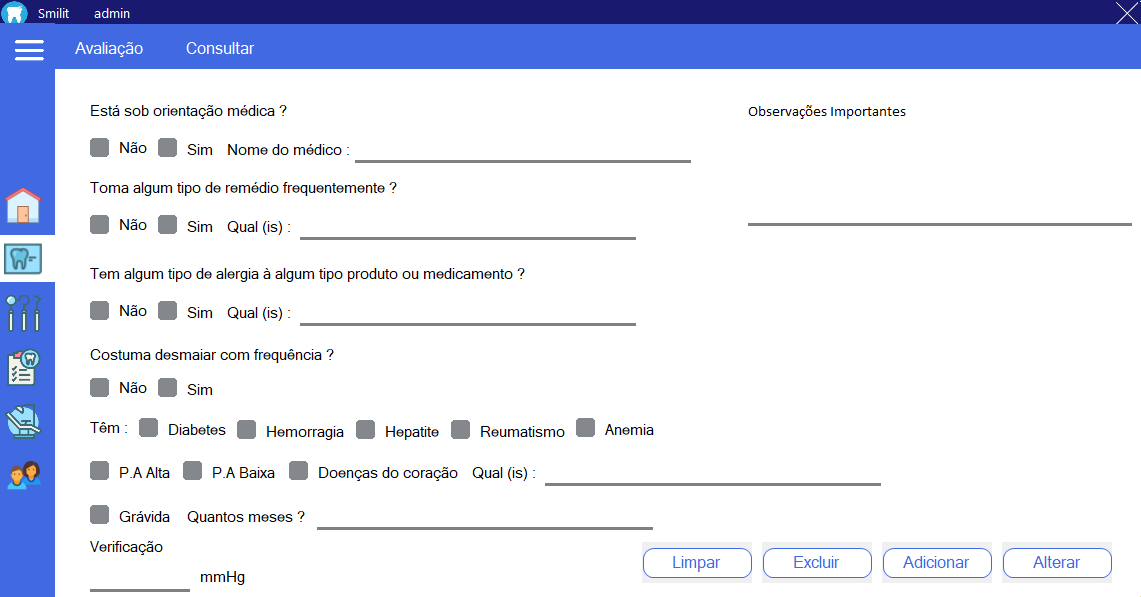 Smilit admin
Avaliação Consultar
Está sob orientação médica ?
Observações Importantes
Não Sim Nome do médico :
Toma algum tipo de remédio frequentemente ?
Não Sim Qual (is) :
Tem algum tipo de alergia à algum tipo produto ou medicamento ?
Não Sim Qual (is) :
Costuma desmaiar com frequência ?
Não Sim
Têm : Diabetes Hemorragia Hepatite Reumatismo Anemia
P.A Alta P.A Baixa Doenças do coração Qual (is) :
Grávida Quantos meses ?
Verificação
mmHg
Limpar Excluir Adicionar Alterar